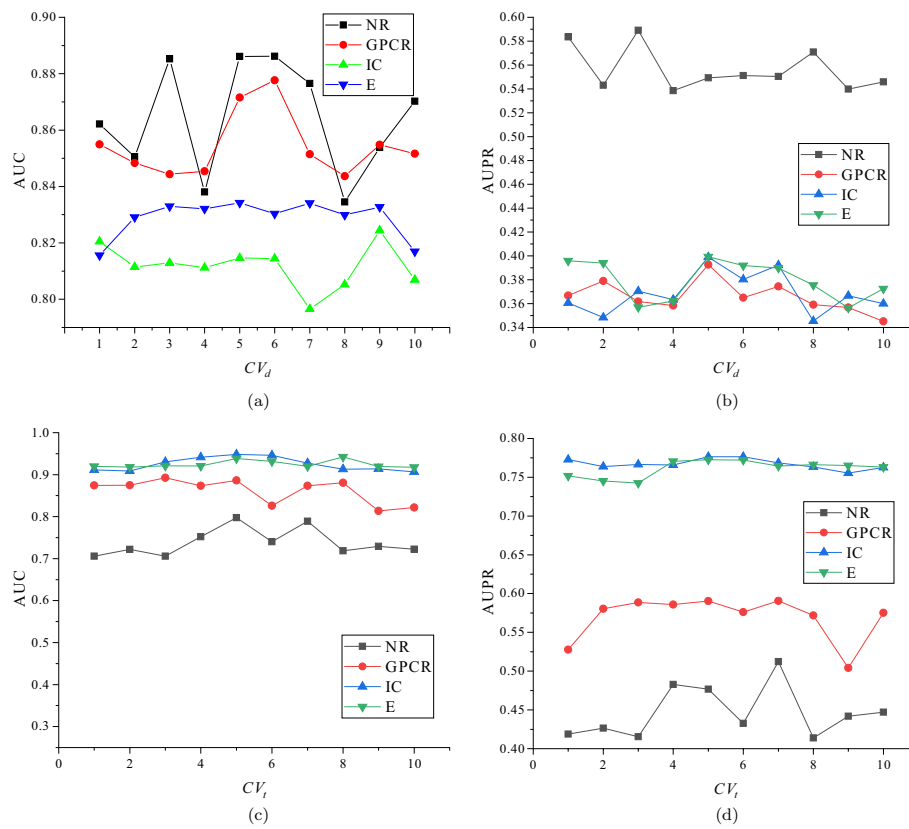 0.90
0.88
0.86
0.84
0.82
0.80
AUC
1 2 3 4 5 6 7 8 9 10
CV_d
NR
GPCR
IC
E
(a)
0.60
0.58
0.56
0.54
0.52
0.50
0.48
0.46
0.44
0.42
0.40
0.38
0.36
0.34
AUPR
0 2 4 6 8 10
CV_d
NR
GPCR
IC
E
(b)
1.0
0.9
0.8
0.7
0.6
0.5
0.4
0.3
AUC
0 2 4 6 8 10
CV_t
NR
GPCR
IC
E
(c)
0.80
0.75
0.70
0.65
0.60
0.55
0.50
0.45
0.40
AUPR
0 2 4 6 8 10
CV_t
NR
GPCR
IC
E
(d)